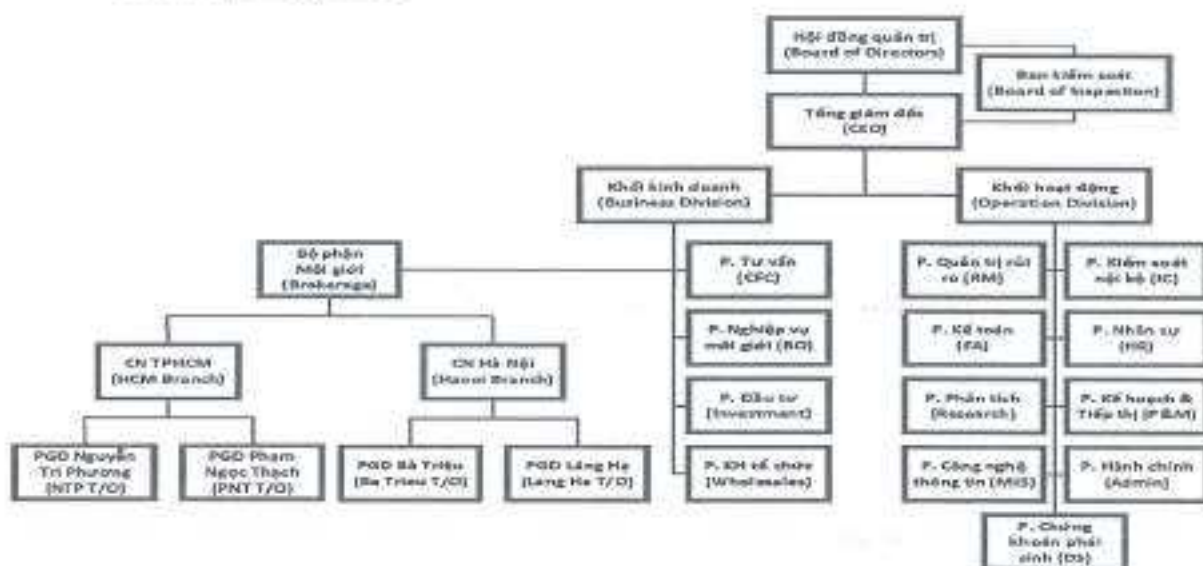 Hội đồng quản trị
(Board of Directors)
Ban kiểm soát
(Board of Inspection)
Tổng giám đốc
(CEO)
Khối kinh doanh
(Business Division)
Khối hoạt động
(Operation Division)
Bộ phận
Môi giới
(Brokerage)
P. Tư vấn
(CFC)
P. Quản trị rủi
ro (RM)
P. Kiểm soát
nội bộ (IC)
CN TPHCM
(HCM Branch)
CN Hà Nội
(Hanoi Branch)
P. Nghiệp vụ
môi giới (BO)
P. Kế toán
(FA)
P. Nhân sự
(HR)
P. Đầu tư
(Investment)
P. Phân tích
(Research)
P. Kế hoạch &
Tiếp thị (P&M)
PGD Nguyễn
Tri Phương
(NTP T/O)
PGD Phạm
Ngọc Thạch
(PNT T/O)
PGD Bà Triệu
(Ba Trieu T/O)
PGD Láng Hạ
(Lang Ha T/O)
P. KH tổ chức
(Wholesales)
P. Công nghệ
thông tin (MIS)
P. Hành chính
(Admin)
P. Chứng
khoán phái
sinh (DS)